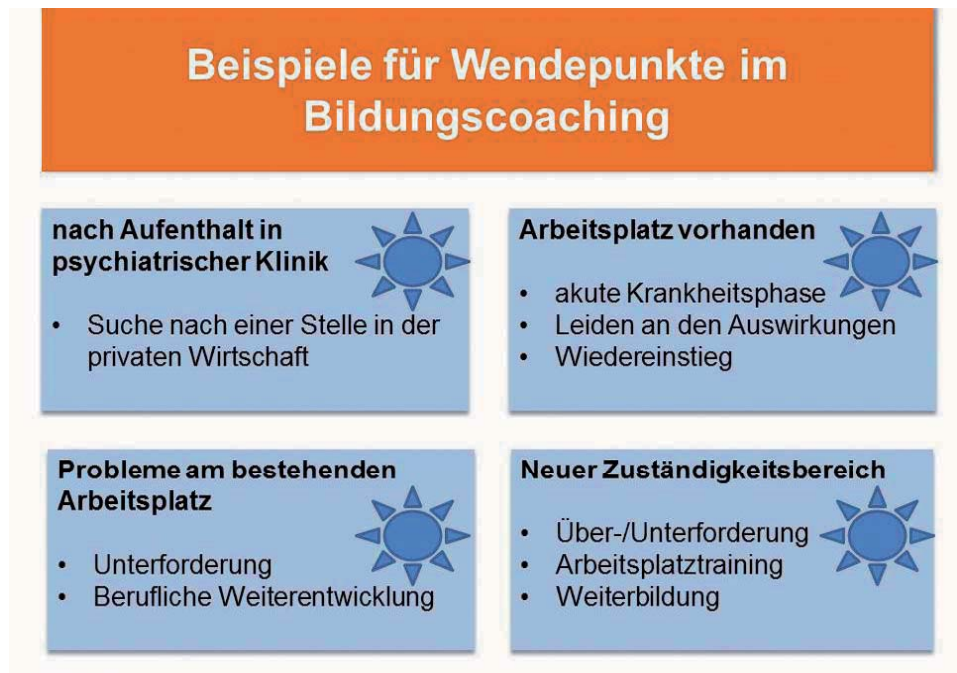 Beispiele für Wendepunkte im
Bildungscoaching
nach Aufenthalt in
psychiatrischer Klinik
• Suche nach einer Stelle in der
privaten Wirtschaft
Arbeitsplatz vorhanden
• akute Krankheitsphase
• Leiden an den Auswirkungen
• Wiedereinstieg
Probleme am bestehenden
Arbeitsplatz
• Unterforderung
• Berufliche Weiterentwicklung
Neuer Zuständigkeitsbereich
• Über-/Unterforderung
• Arbeitsplatztraining
• Weiterbildung